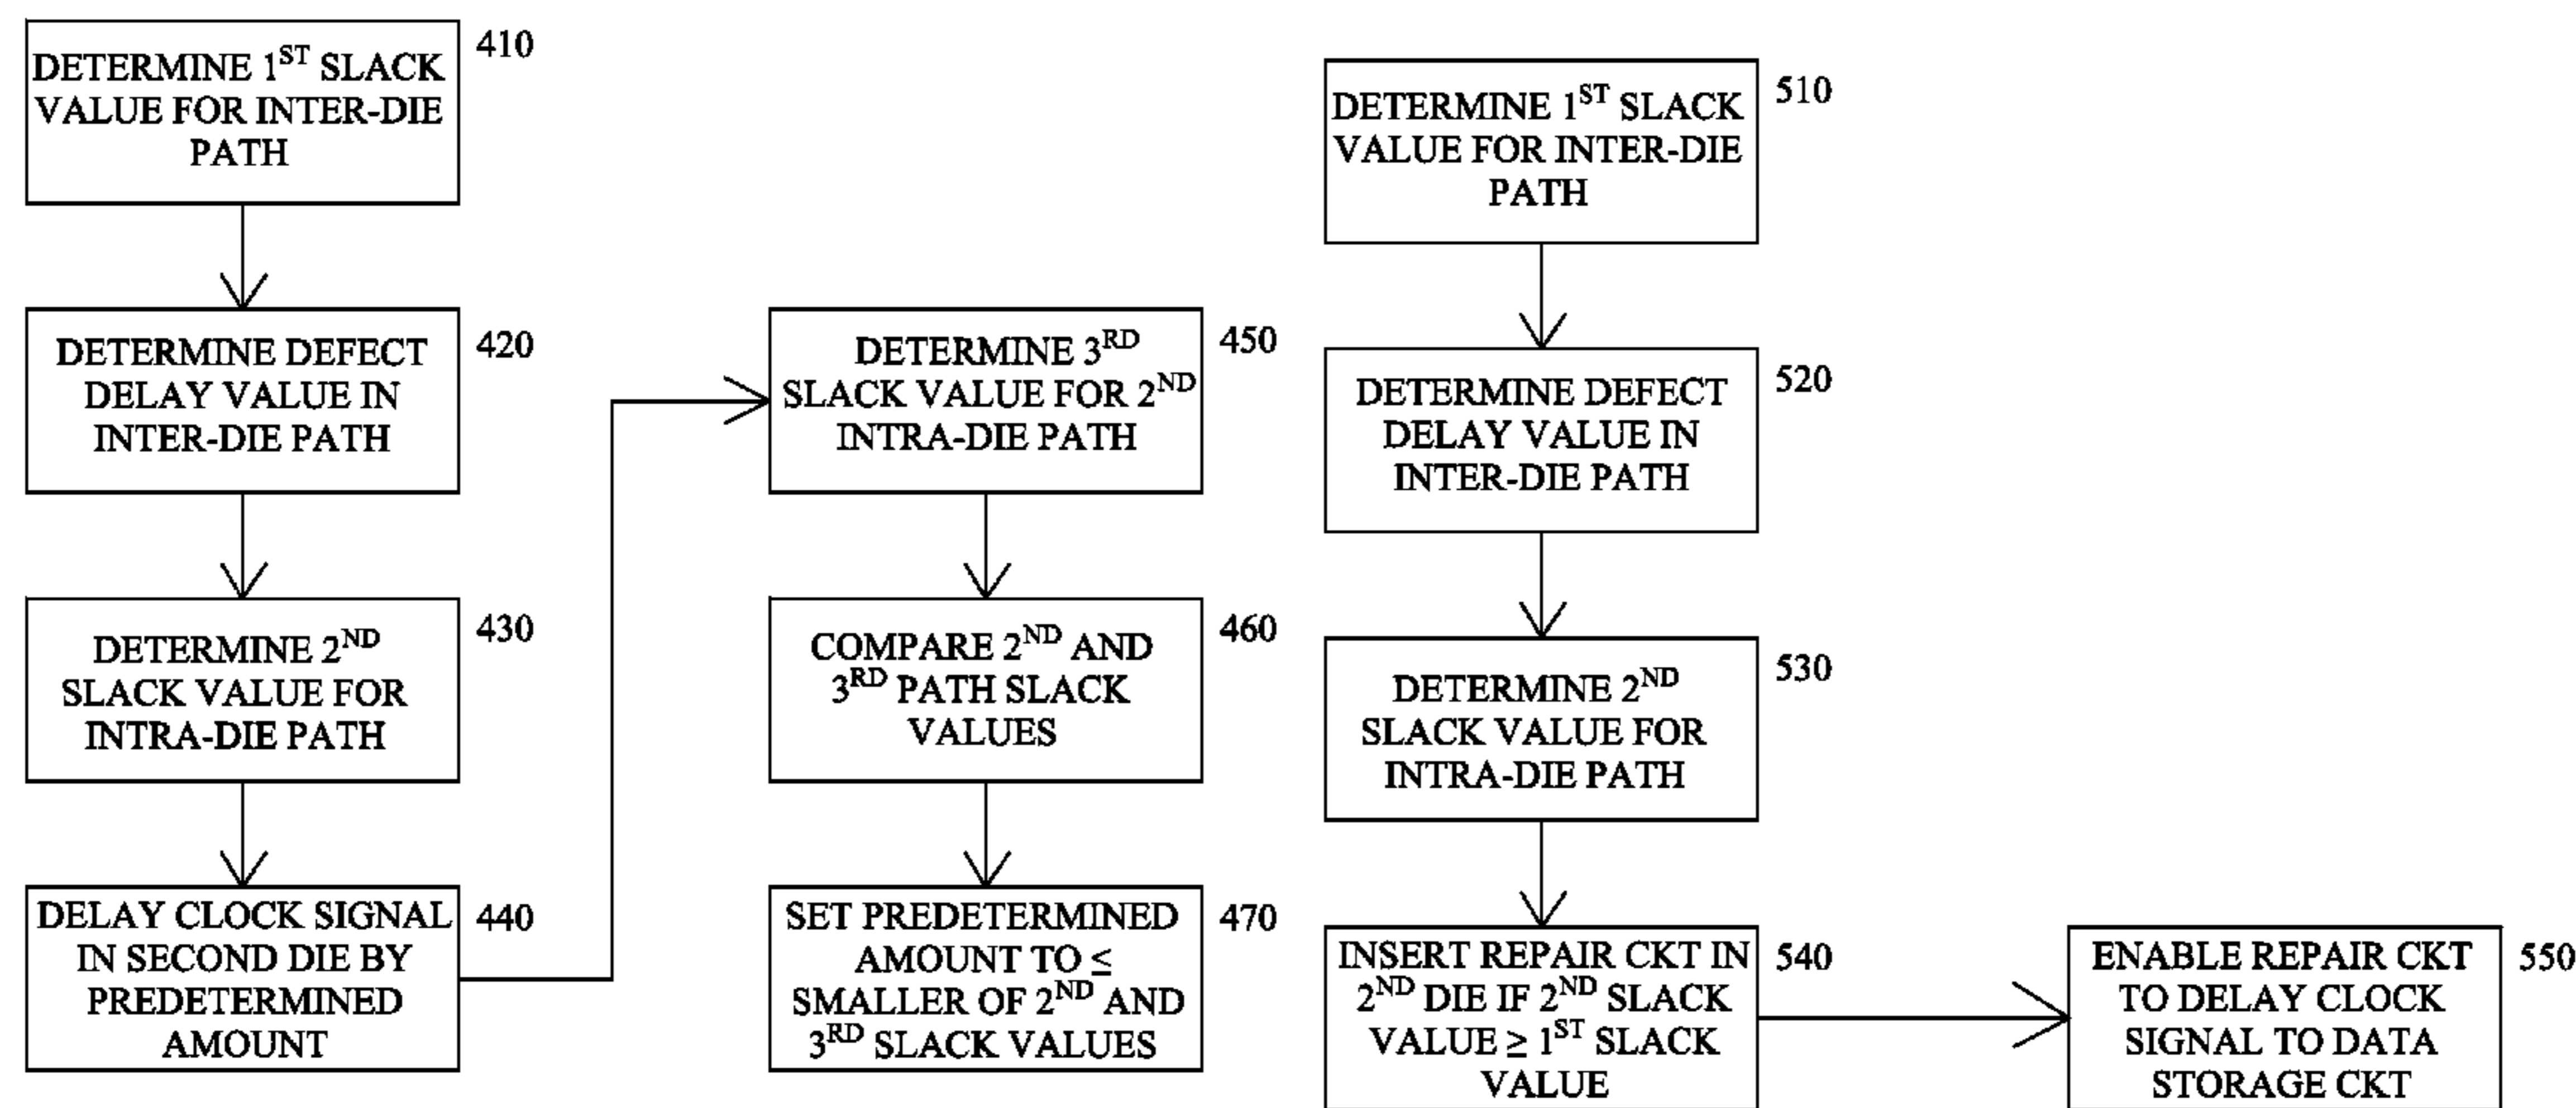 DETERMINE 1ST SLACK
VALUE FOR INTER-DIE
PATH
410
DETERMINE DEFECT
DELAY VALUE IN
INTER-DIE PATH
420
DETERMINE 2ND
SLACK VALUE FOR
INTRA-DIE PATH
430
DELAY CLOCK SIGNAL
IN SECOND DIE BY
PREDETERMINED
AMOUNT
440
DETERMINE 3RD
SLACK VALUE FOR 2ND
INTRA-DIE PATH
450
COMPARE 2ND AND
3RD PATH SLACK
VALUES
460
SET PREDETERMINED
AMOUNT TO ≤
SMALLER OF 2ND AND
3RD SLACK VALUES
470
DETERMINE 1ST SLACK
VALUE FOR INTER-DIE
PATH
510
DETERMINE DEFECT
DELAY VALUE IN
INTER-DIE PATH
520
DETERMINE 2ND
SLACK VALUE FOR
INTRA-DIE PATH
530
INSERT REPAIR CKT IN
2ND DIE IF 2ND SLACK
VALUE ≥ 1ST SLACK
VALUE
540
ENABLE REPAIR CKT
TO DELAY CLOCK
SIGNAL TO DATA
STORAGE CKT
550